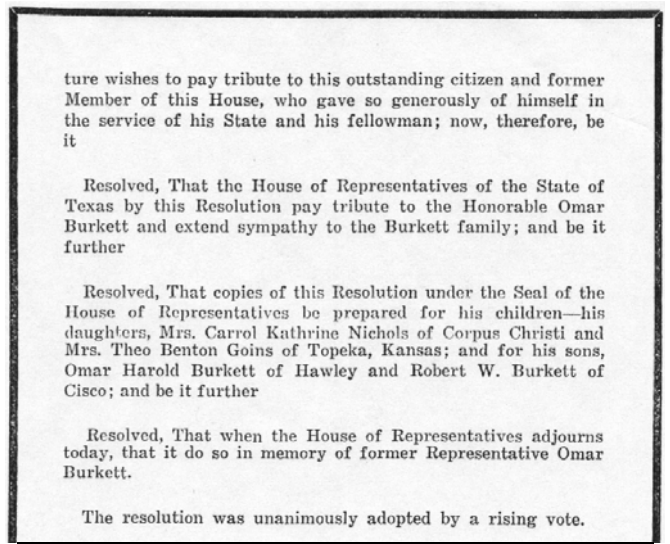 ture wishes to pay tribute to this outstanding citizen and former
Member of this House, who gave so generously of himself in
the service of his State and his fellowman; now, therefore, be
it
Resolved, That the House of Representatives of the State of
Texas by this Resolution pay tribute to the Honorable Omar
Burkett and extend sympathy to the Burkett family; and be it
further
Resolved, That copies of this Resolution under the Seal of the
House of Representatives be prepared for his children—his
daughters, Mrs. Carrol Kathrine Nichols of Corpus Christi and
Mrs. Theo Benton Goins of Topeka, Kansas; and for his sons,
Omar Harold Burkett of Hawley and Robert W. Burkett of
Cisco; and be it further
Resolved, That when the House of Representatives adjourns
today, that it do so in memory of former Representative Omar
Burkett.
The resolution was unanimously adopted by a rising vote.